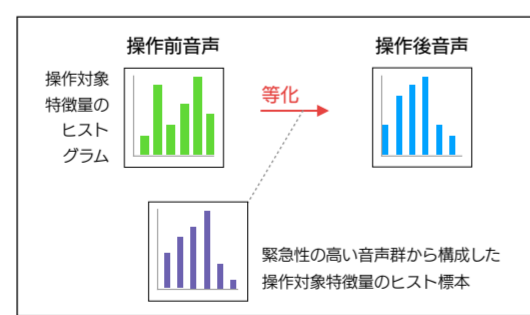 操作前音声
操作後音声
操作対象
特徴量の
ヒスト
グラム
等化
緊急性の高い音声群から構成した
操作対象特徴量のヒスト標本